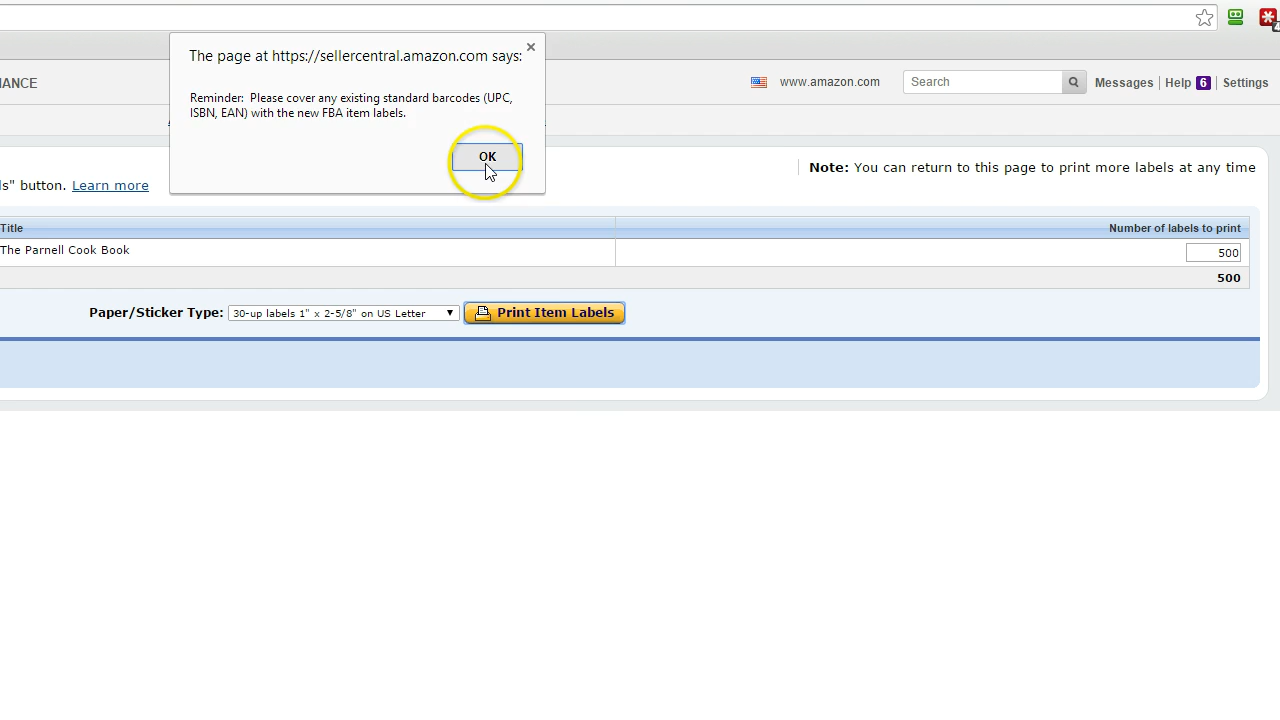 The page at https://sellercentral.amazon.com says:
Reminder: Please cover any existing standard barcodes (UPC,
ISBN, EAN) with the new FBA item labels.
OK
www.amazon.com
Search
Messages
Help 6
Settings
Note: You can return to this page to print more labels at any time
s" button. Learn more
Title
Number of labels to print
The Parnell Cook Book
500
500
Paper/Sticker Type:
30-up labels 1" x 2-5/8" on US Letter
Print Item Labels